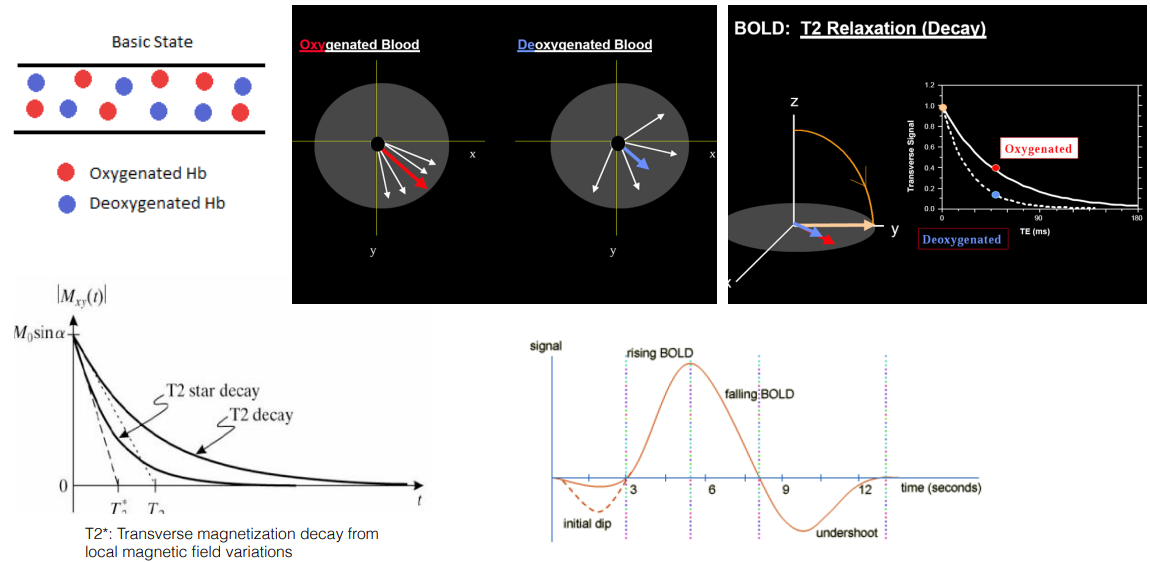 Basic State
Oxygenated Hb
Deoxygenated Hb
Oxygenated Blood
Deoxygenated Blood
x
y
x
y
BOLD: T2 Relaxation (Decay)
z
y
x
Transverse Signal
1.2
1.0
0.8
0.6
0.4
0.2
0.0
0
90
180
TE (ms)
Oxygenated
Deoxygenated
|Mxy(t)|
M0 sin α
T2 star decay
T2 decay
0
T2*
T2
t
T2*: Transverse magnetization decay from
local magnetic field variations
signal
rising BOLD
falling BOLD
3
6
9
12
time (seconds)
initial dip
undershoot